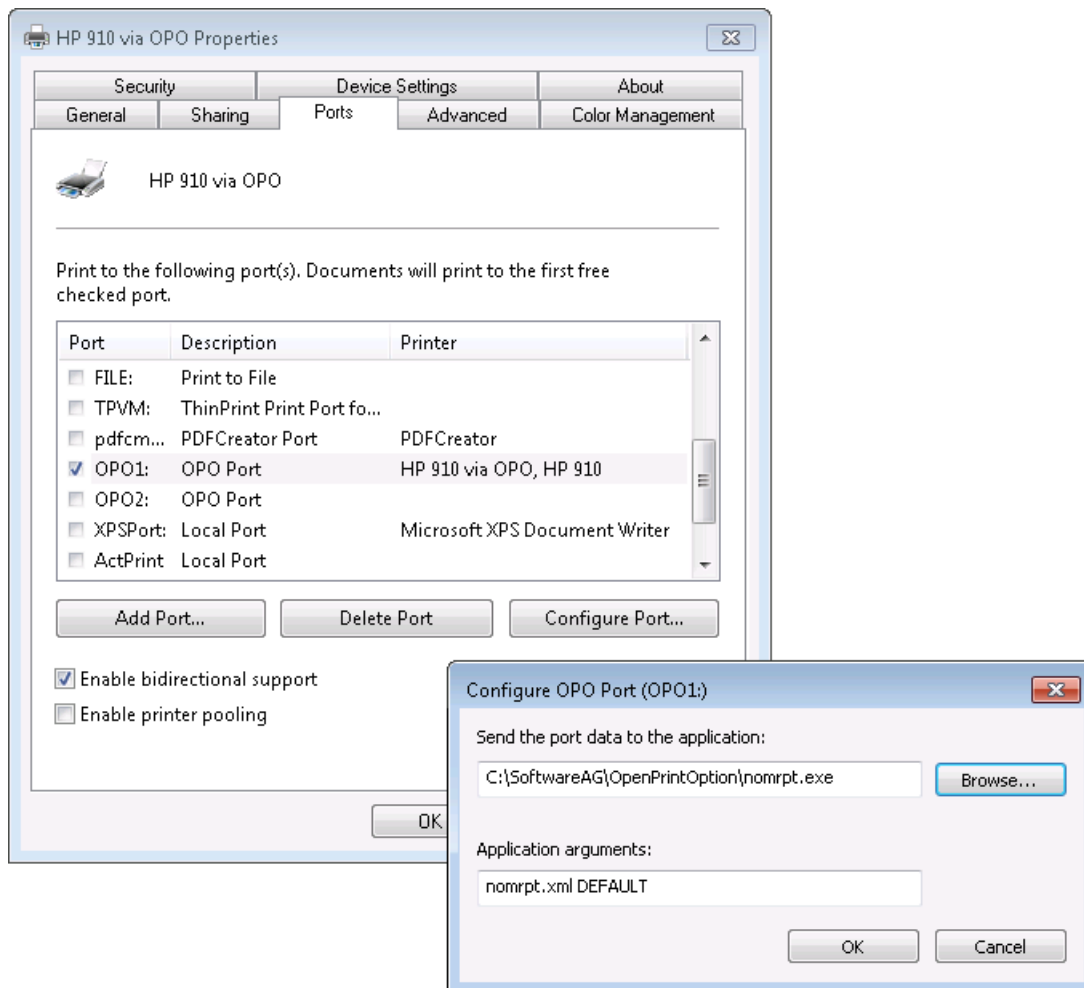 HP 910 via OPO Properties
Security Device Settings About
General Sharing Ports Advanced Color Management
HP 910 via OPO
Print to the following port(s). Documents will print to the first free
checked port.
Port Description Printer
FILE: Print to File
TPVM: ThinPrint Print Port fo...
pdfcm... PDFCreator Port PDFCreator
OPO1: OPO Port HP 910 via OPO, HP 910
OPO2: OPO Port
XPSPort: Local Port Microsoft XPS Document Writer
ActPrint Local Port
Add Port... Delete Port Configure Port...
Enable bidirectional support
Enable printer pooling
OK
Configure OPO Port (OPO1:)
Send the port data to the application:
C:\SoftwareAG\OpenPrintOption\nomrpt.exe Browse...
Application arguments:
nomrpt.xml DEFAULT
OK Cancel